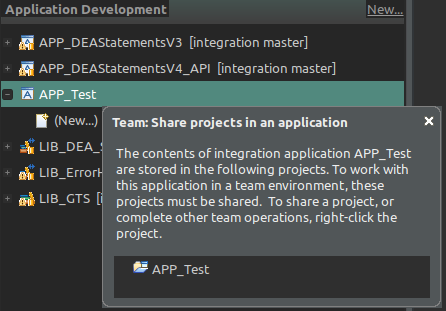 Application Development New...
APP_DEAStatementsV3 [integration master]
APP_DEAStatementsV4_API [integration master]
APP_Test
(New...)
LIB_DEA_S
LIB_ErrorH
LIB_GTS [i
Team: Share projects in an application
The contents of integration application APP_Test
are stored in the following projects. To work with
this application in a team environment, these
projects must be shared. To share a project, or
complete other team operations, right-click the
project.
APP_Test